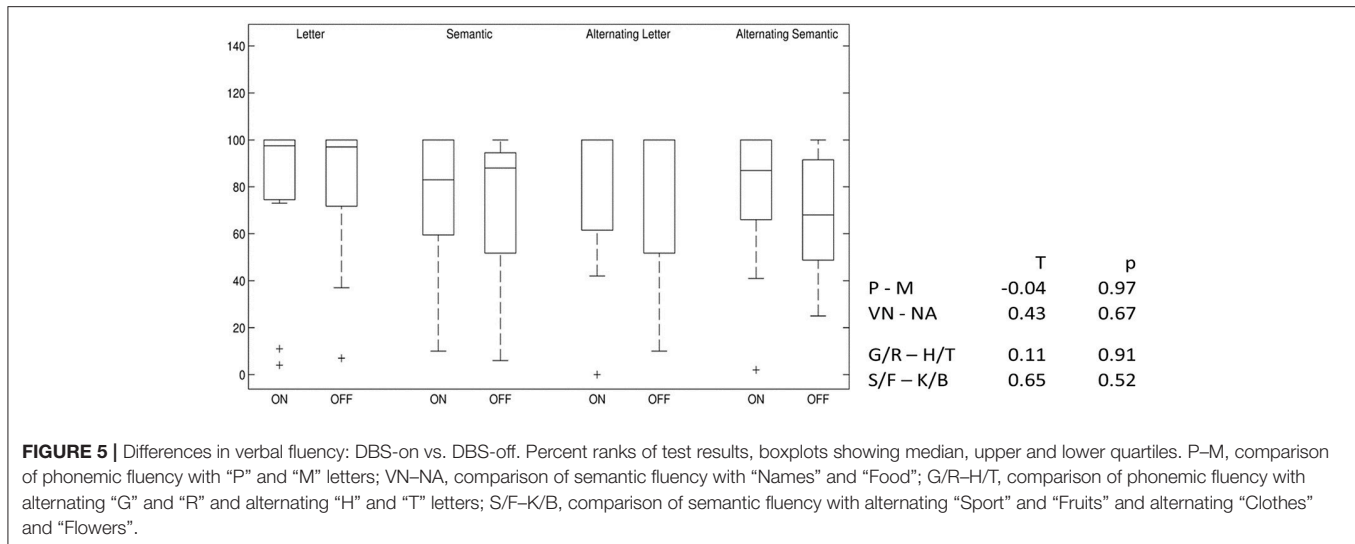 Letter Semantic Alternating Letter Alternating Semantic
140
120
100
80
60
40
20
0
ON OFF ON OFF ON OFF ON OFF
T p
P - M -0.04 0.97
VN - NA 0.43 0.67
G/R – H/T 0.11 0.91
S/F – K/B 0.65 0.52
FIGURE 5 | Differences in verbal fluency: DBS-on vs. DBS-off. Percent ranks of test results, boxplots showing median, upper and lower quartiles. P–M, comparison
of phonemic fluency with “P” and “M” letters; VN–NA, comparison of semantic fluency with “Names” and “Food”; G/R–H/T, comparison of phonemic fluency with
alternating “G” and “R” and alternating “H” and “T” letters; S/F–K/B, comparison of semantic fluency with alternating “Sport” and “Fruits” and alternating “Clothes”
and “Flowers”.